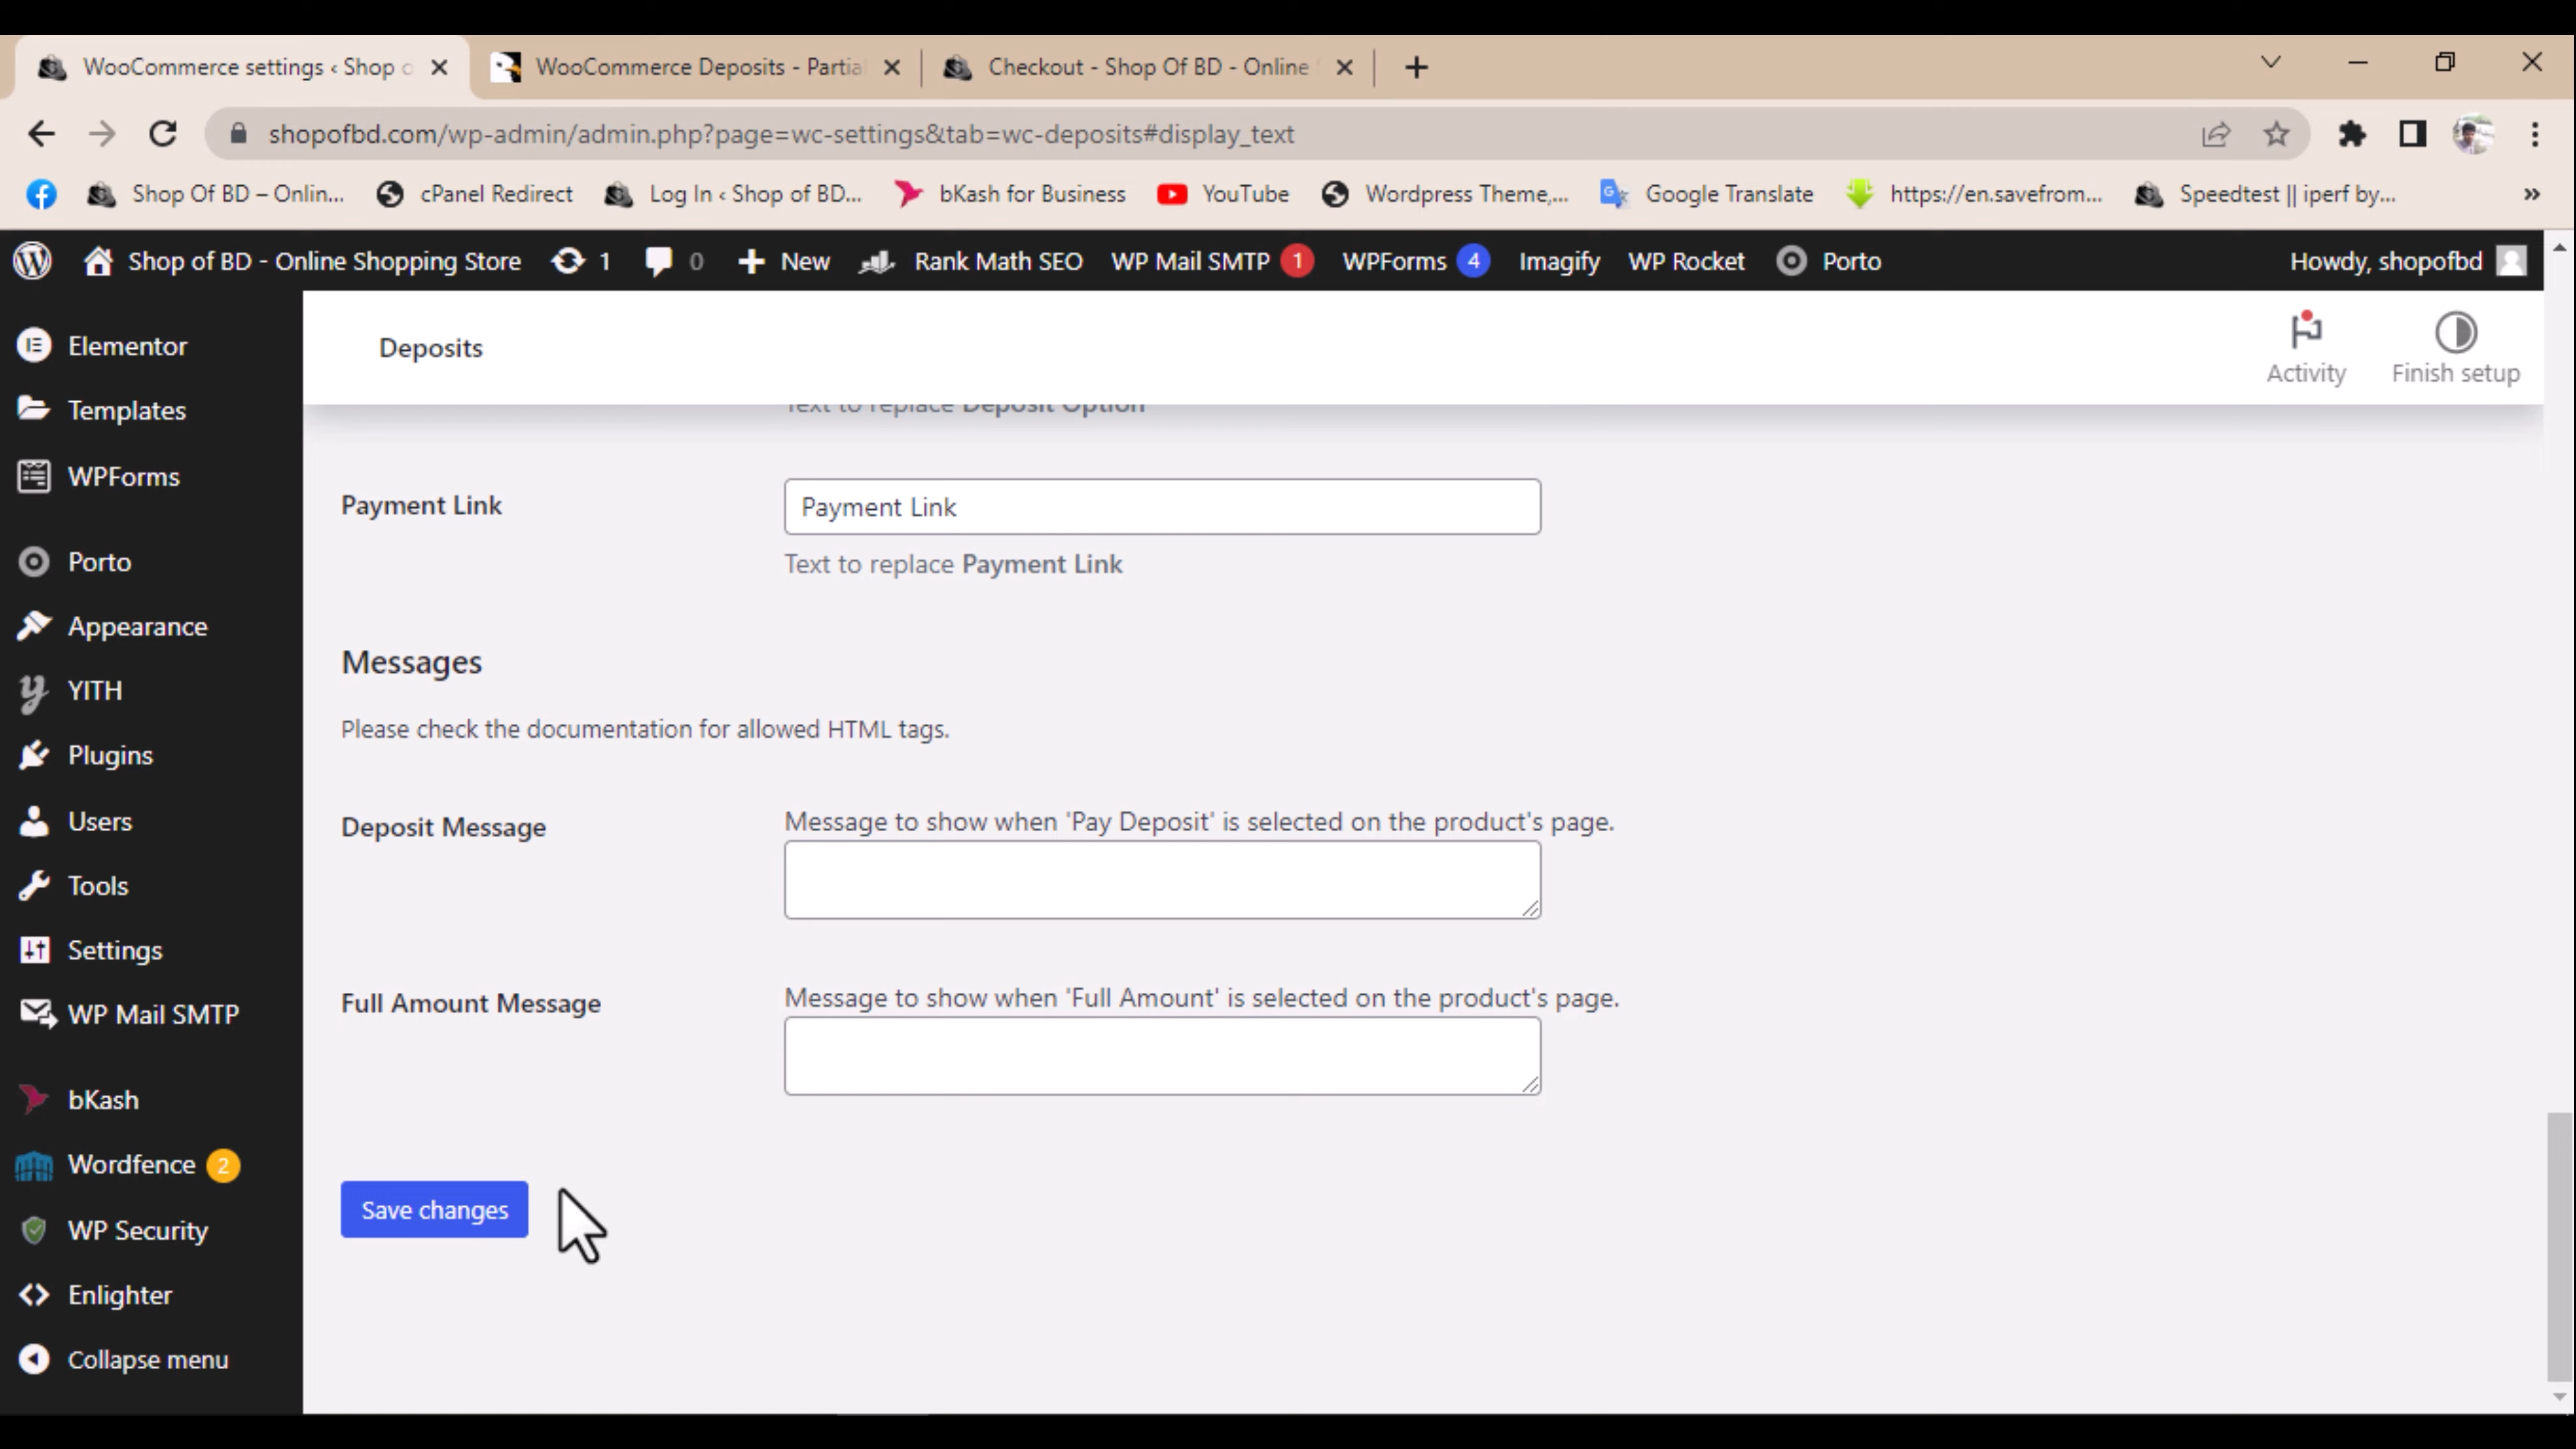 WooCommerce settings ‹ Shop o
WooCommerce Deposits - Partial
Checkout - Shop Of BD - Online S
shopofbd.com/wp-admin/admin.php?page=wc-settings&tab=wc-deposits#display_text
Shop Of BD – Onlin...
cPanel Redirect
Log In ‹ Shop of BD...
bKash for Business
YouTube
Wordpress Theme,...
Google Translate
https://en.savefrom...
Speedtest || iperf by...
»
Shop of BD - Online Shopping Store
1
0
New
Rank Math SEO
WP Mail SMTP 1
WPForms 4
Imagify
WP Rocket
Porto
Howdy, shopofbd
Elementor
Templates
WPForms
Porto
Appearance
YITH
Plugins
Users
Tools
Settings
WP Mail SMTP
bKash
Wordfence 2
WP Security
Enlighter
Collapse menu
Deposits
Activity
Finish setup
Text to replace Deposit Option
Payment Link
Payment Link
Text to replace Payment Link
Messages
Please check the documentation for allowed HTML tags.
Deposit Message
Message to show when 'Pay Deposit' is selected on the product's page.
Full Amount Message
Message to show when 'Full Amount' is selected on the product's page.
Save changes